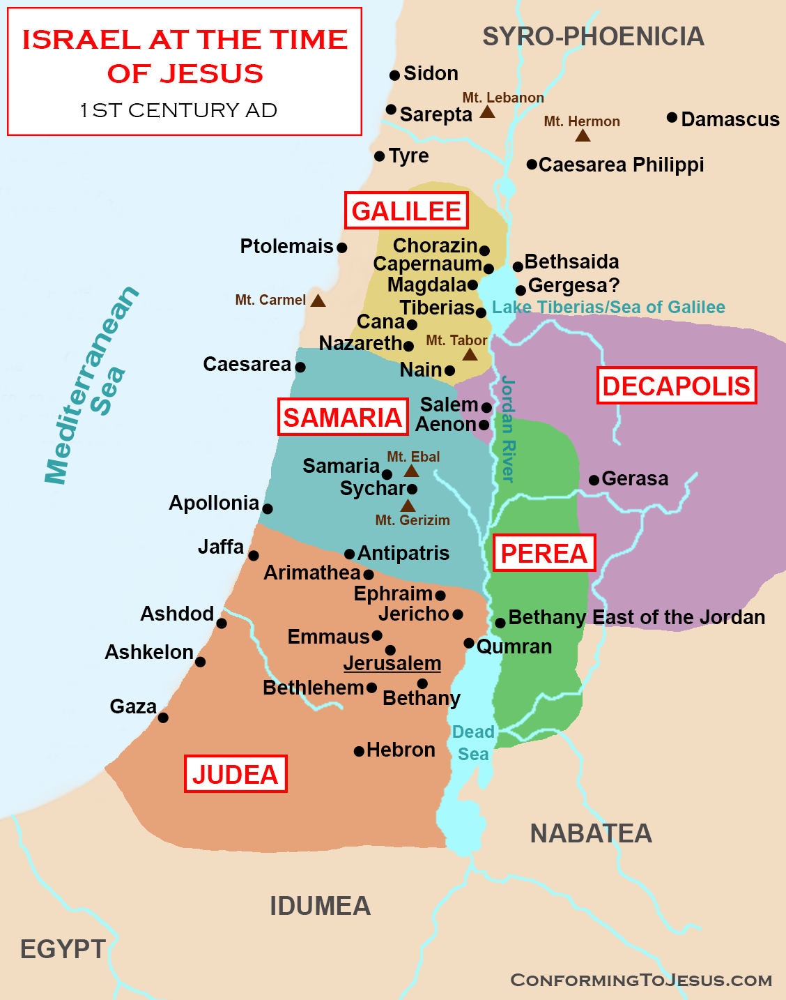 ISRAEL AT THE TIME
OF JESUS
1ST CENTURY AD
SYRO-PHOENICIA
Sidon
Mt. Lebanon
Sarepta
Mt. Hermon
Damascus
Tyre
Caesarea Philippi
GALILEE
Ptolemais
Chorazin
Capernaum
Bethsaida
Magdala
Gergesa?
Mt. Carmel
Tiberias
Lake Tiberias/Sea of Galilee
Cana
Nazareth
Mt. Tabor
Mediterranean
Sea
Caesarea
Nain
Jordan River
DECAPOLIS
SAMARIA
Salem
Aenon
Mt. Ebal
Samaria
Sychar
Gerasa
Apollonia
Mt. Gerizim
Jaffa
Antipatris
PEREA
Arimathea
Ephraim
Ashdod
Jericho
Bethany East of the Jordan
Emmaus
Qumran
Ashkelon
Jerusalem
Bethlehem
Bethany
Gaza
Dead
Sea
Hebron
JUDEA
NABATEA
IDUMEA
EGYPT
CONFORMINGTOJESUS.COM